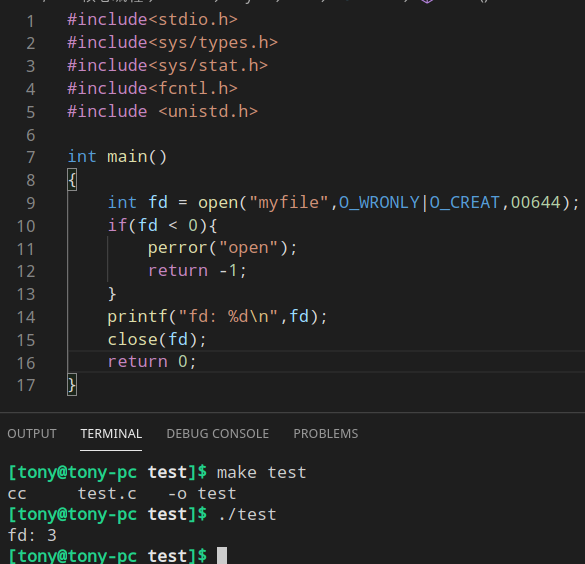 1 #include<stdio.h>
2 #include<sys/types.h>
3 #include<sys/stat.h>
4 #include<fcntl.h>
5 #include <unistd.h>
6
7 int main()
8 {
9     int fd = open("myfile",O_WRONLY|O_CREAT,00644);
10     if(fd < 0){
11         perror("open");
12         return -1;
13     }
14     printf("fd: %d\n",fd);
15     close(fd);
16     return 0;
17 }
OUTPUT TERMINAL DEBUG CONSOLE PROBLEMS
[tony@tony-pc test]$ make test
cc     test.c   -o test
[tony@tony-pc test]$ ./test
fd: 3
[tony@tony-pc test]$